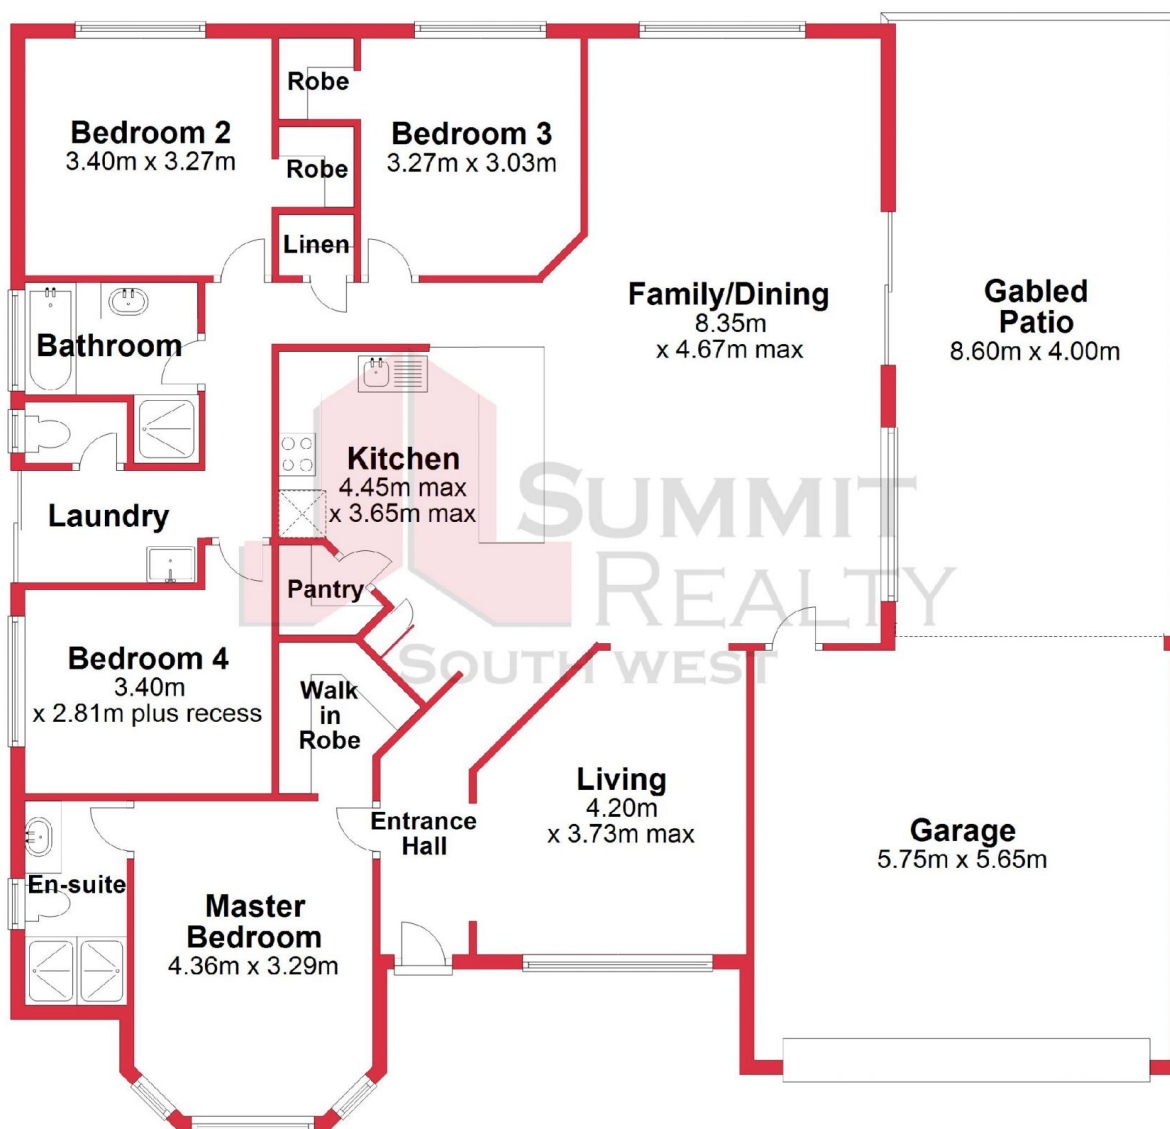 Robe
Bedroom 2
3.40m x 3.27m
Bedroom 3
3.27m x 3.03m
Robe
Linen
Family/Dining
8.35m
x 4.67m max
Gabled
Patio
8.60m x 4.00m
Bathroom
Kitchen
4.45m max
x 3.65m max
Laundry
SUMMIT
REALTY
SOUTH WEST
Pantry
Bedroom 4
3.40m
x 2.81m plus recess
Walk
in
Robe
Living
4.20m
x 3.73m max
Entrance
Hall
Garage
5.75m x 5.65m
En-suite
Master
Bedroom
4.36m x 3.29m